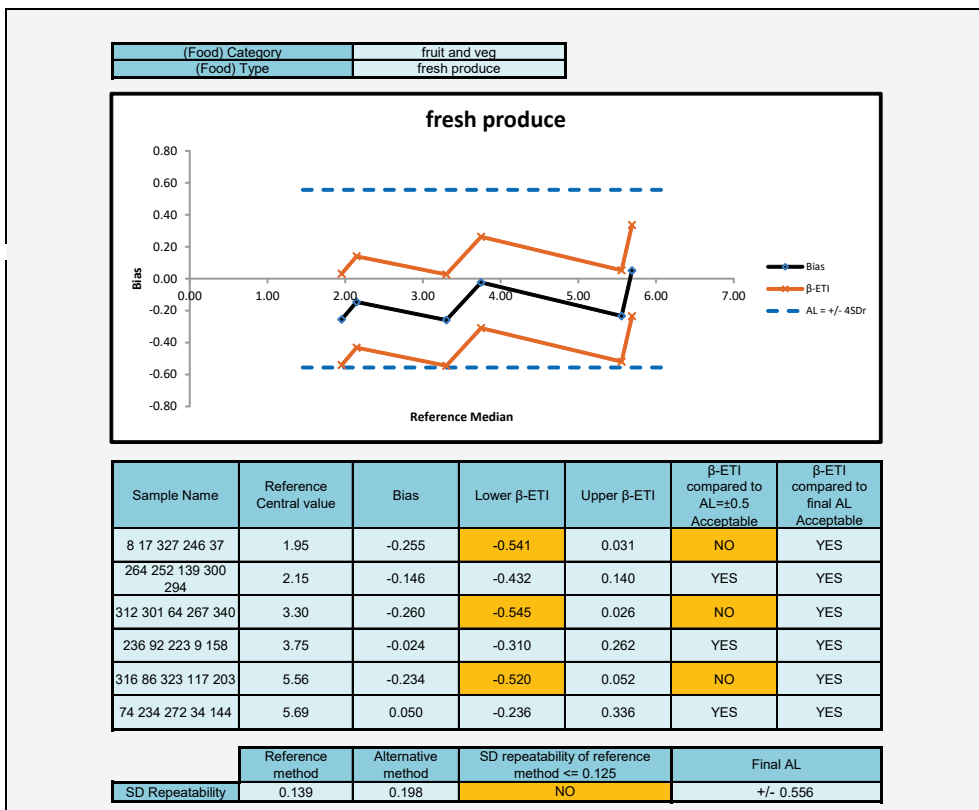 (Food) Category fruit and veg
(Food) Type fresh produce
fresh produce
0.80
0.60
0.40
0.20
0.00
-0.20
-0.40
-0.60
-0.80
0.00 1.00 2.00 3.00 4.00 5.00 6.00 7.00
Bias
Reference Median
Bias
β-ETI
AL = +/- 4SDr
Sample Name Reference Central value Bias Lower β-ETI Upper β-ETI β-ETI compared to AL=±0.5 Acceptable β-ETI compared to final AL Acceptable
8 17 327 246 37 1.95 -0.255 -0.541 0.031 NO YES
264 252 139 300 294 2.15 -0.146 -0.432 0.140 YES YES
312 301 64 267 340 3.30 -0.260 -0.545 0.026 NO YES
236 92 223 9 158 3.75 -0.024 -0.310 0.262 YES YES
316 86 323 117 203 5.56 -0.234 -0.520 0.052 NO YES
74 234 272 34 144 5.69 0.050 -0.236 0.336 YES YES
Reference method Alternative method SD repeatability of reference method <= 0.125 Final AL
SD Repeatability 0.139 0.198 NO +/- 0.556